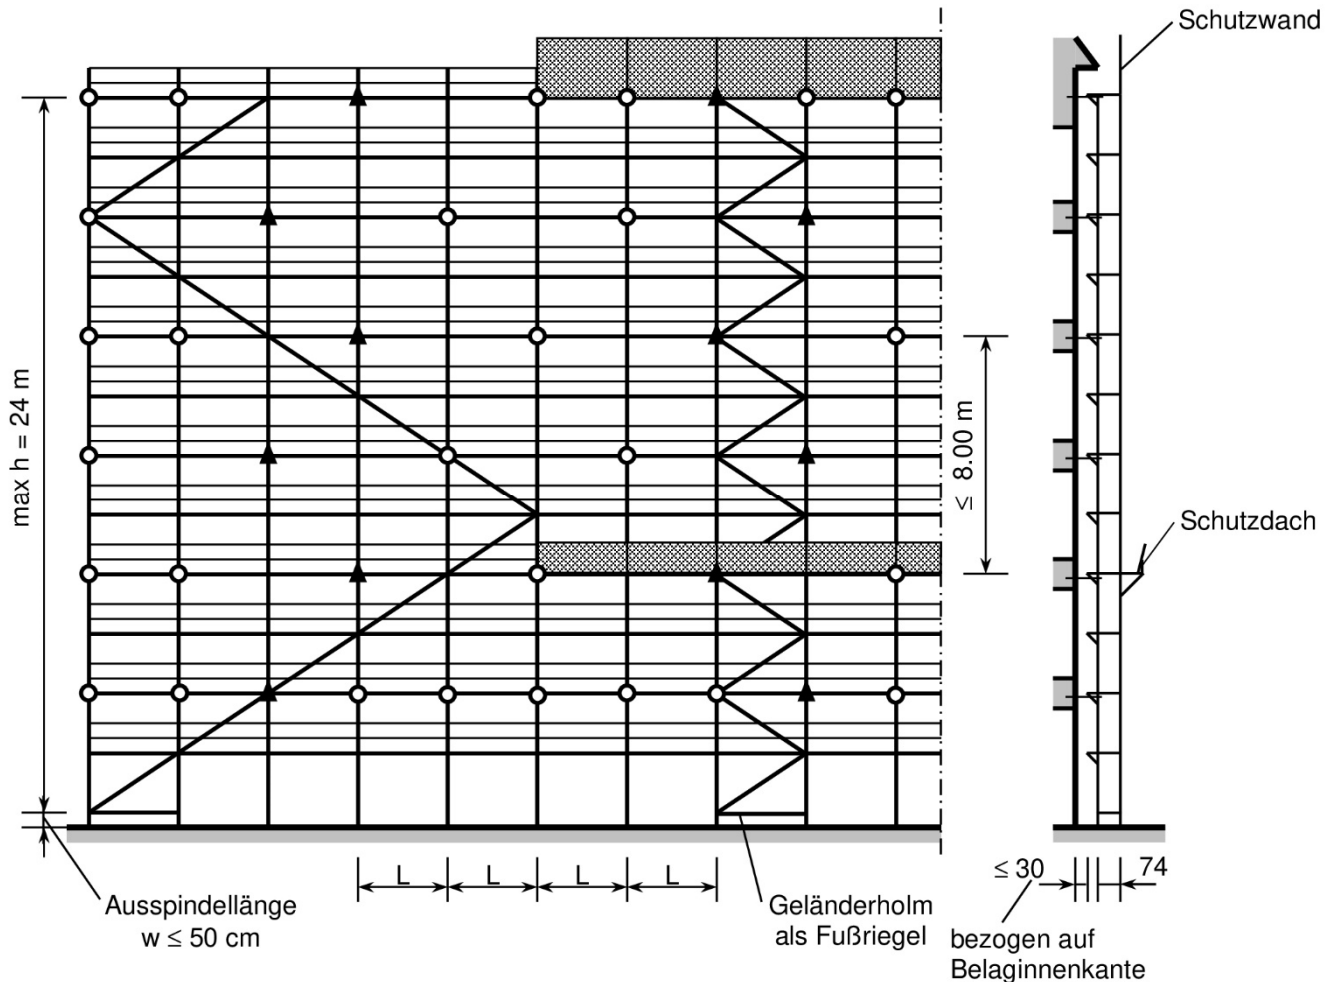 Schutzwand
max h = 24 m
≤ 8.00 m
Schutzdach
L L L L
≤ 30 74
Ausspindellänge
w ≤ 50 cm
Geländerholm
als Fußriegel
bezogen auf
Belaginnenkante